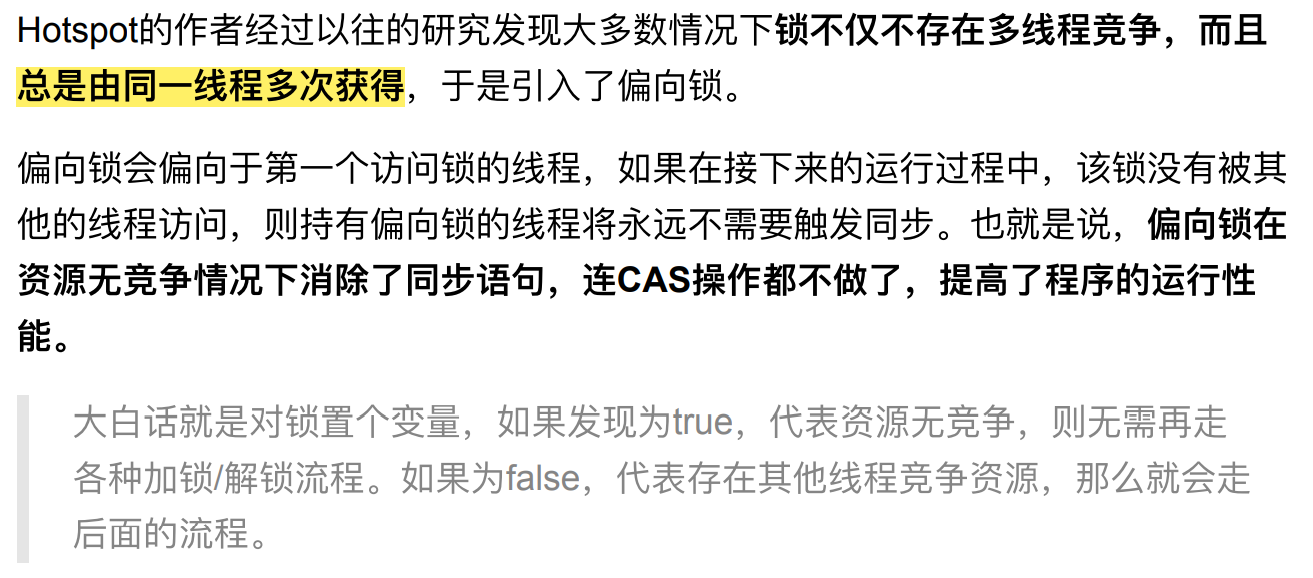 Hotspot的作者经过以往的研究发现大多数情况下锁不仅不存在多线程竞争，而且
总是由同一线程多次获得，于是引入了偏向锁。
偏向锁会偏向于第一个访问锁的线程，如果在接下来的运行过程中，该锁没有被其
他的线程访问，则持有偏向锁的线程将永远不需要触发同步。也就是说，偏向锁在
资源无竞争情况下消除了同步语句，连CAS操作都不做了，提高了程序的运行性
能。
大白话就是对锁置个变量，如果发现为true，代表资源无竞争，则无需再走
各种加锁/解锁流程。如果为false，代表存在其他线程竞争资源，那么就会走
后面的流程。